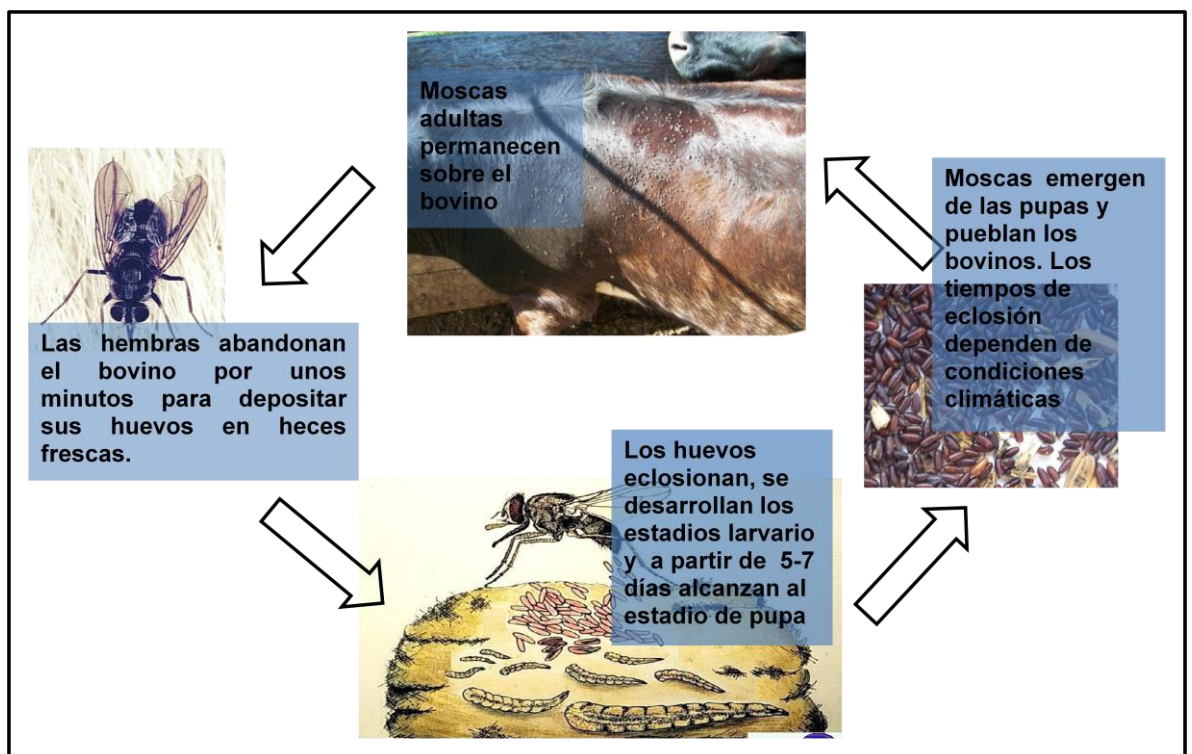 Moscas
adultas
permanecen
sobre el
bovino
Las hembras abandonan
el bovino por unos
minutos para depositar
sus huevos en heces
frescas.
Los huevos
eclosionan, se
desarrollan los
estadios larvario
y a partir de 5-7
días alcanzan al
estadio de pupa
Moscas emergen
de las pupas y
pueblan los
bovinos. Los
tiempos de
eclosión
dependen de
condiciones
climáticas